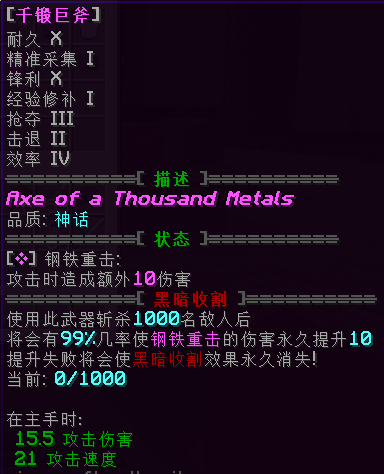 [千锻巨斧]
耐久 X
精准采集 I
锋利 X
经验修补 I
抢夺 III
击退 II
效率 IV
===========[ 描述 ]===========
Axe of a Thousand Metals
品质: 神话
===========[ 状态 ]===========
[❖] 钢铁重击:
攻击时造成额外10伤害
===========[ 黑暗收割 ]===========
使用此武器斩杀1000名敌人后
将会有99%几率使钢铁重击的伤害永久提升10
提升失败将会使黑暗收割效果永久消失!
当前: 0/1000
在主手时:
15.5 攻击伤害
21 攻击速度